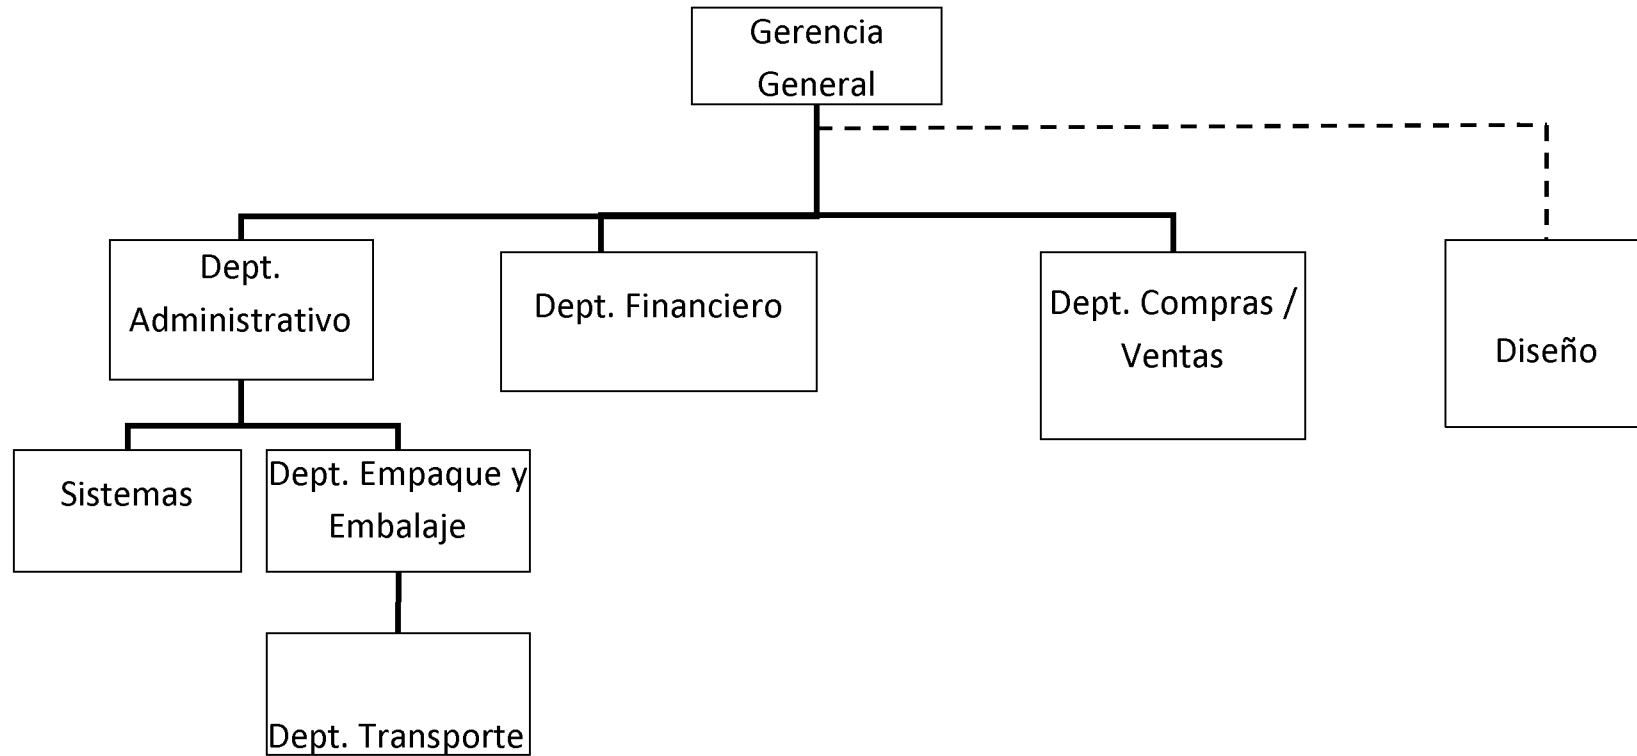 Gerencia
General
Dept.
Administrativo
Dept. Financiero
Dept. Compras /
Ventas
Diseño
Sistemas
Dept. Empaque y
Embalaje
Dept. Transporte